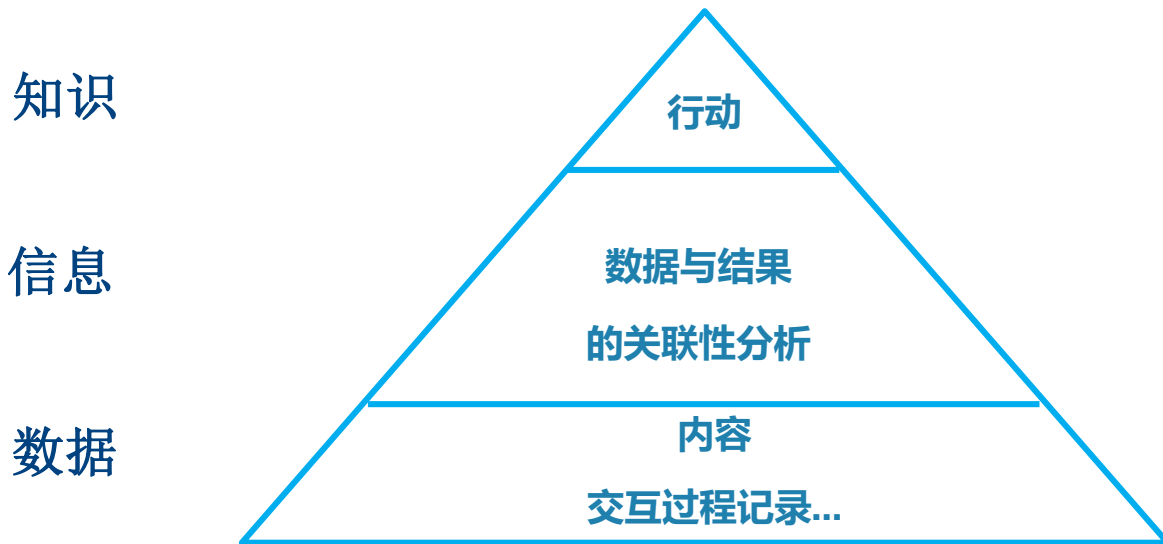 知识
行动
信息
数据与结果
的关联性分析
数据
内容
交互过程记录...